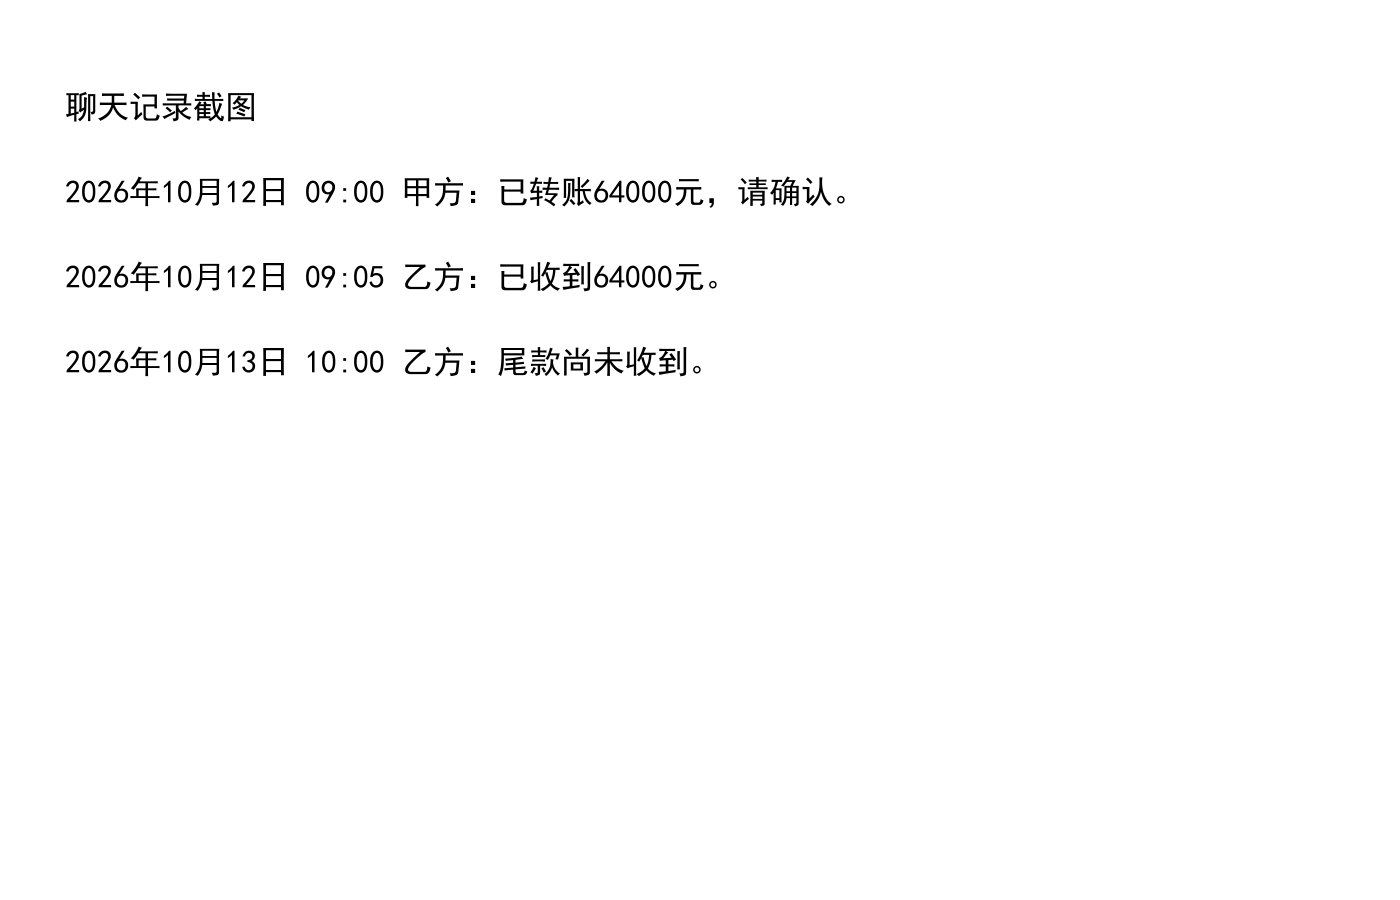 聊天记录截图
2026年10月12日 09:00 甲方：已转账64000元，请确认。
2026年10月12日 09:05 乙方：已收到64000元。
2026年10月13日 10:00 乙方：尾款尚未收到。